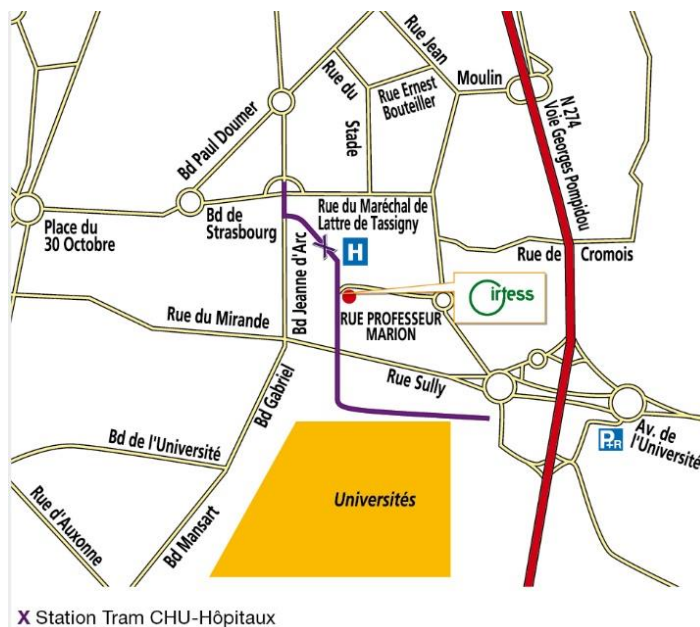 Rue Jean
Moulin
Rue du
Stade
Rue Ernest
Bouteiller
N 274
Voie Georges Pompidou
Bd Paul Doumer
Place du
30 Octobre
Bd de
Strasbourg
Rue du Maréchal de
Lattre de Tassigny
H
Rue de Cromois
Bd Jeanne d'Arc
irtess
Rue du Mirande
RUE PROFESSEUR
MARION
Rue Sully
Bd Gabriel
P+R
Av. de
l'Université
Bd de l'Université
Rue d'Auxonne
Bd Mansart
Universités
X Station Tram CHU-Hôpitaux